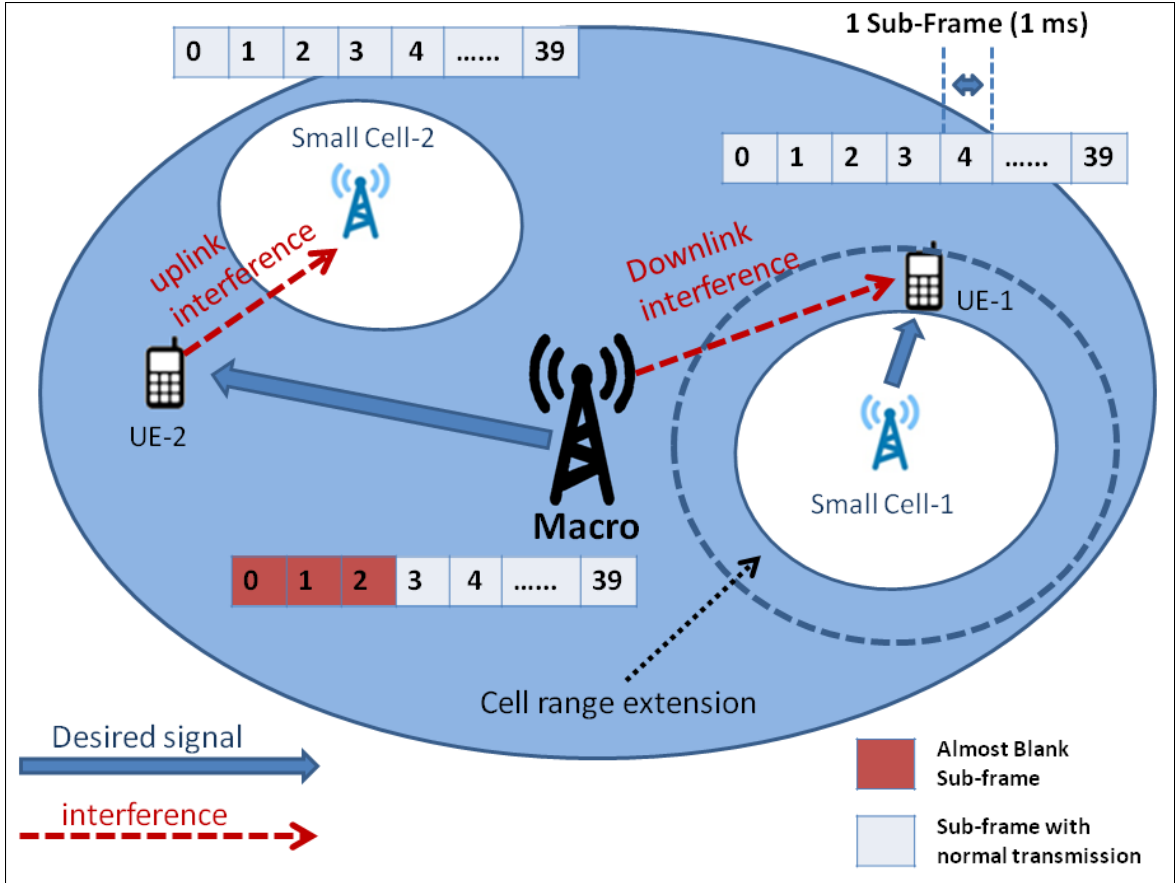 0 1 2 3 4 ...... 39
1 Sub-Frame (1 ms)
Small Cell-2
0 1 2 3 4 ...... 39
uplink
interference
Downlink
interference
UE-1
UE-2
Small Cell-1
Macro
0 1 2 3 4 ...... 39
Cell range extension
Desired signal
interference
Almost Blank
Sub-frame
Sub-frame with
normal transmission